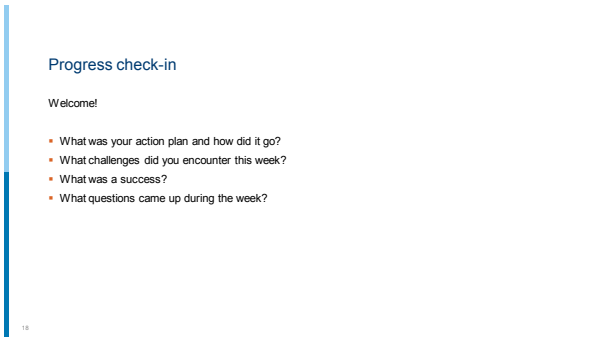 Progress check-in
Welcome!
▪ What was your action plan and how did it go?
▪ What challenges did you encounter this week?
▪ What was a success?
▪ What questions came up during the week?
18